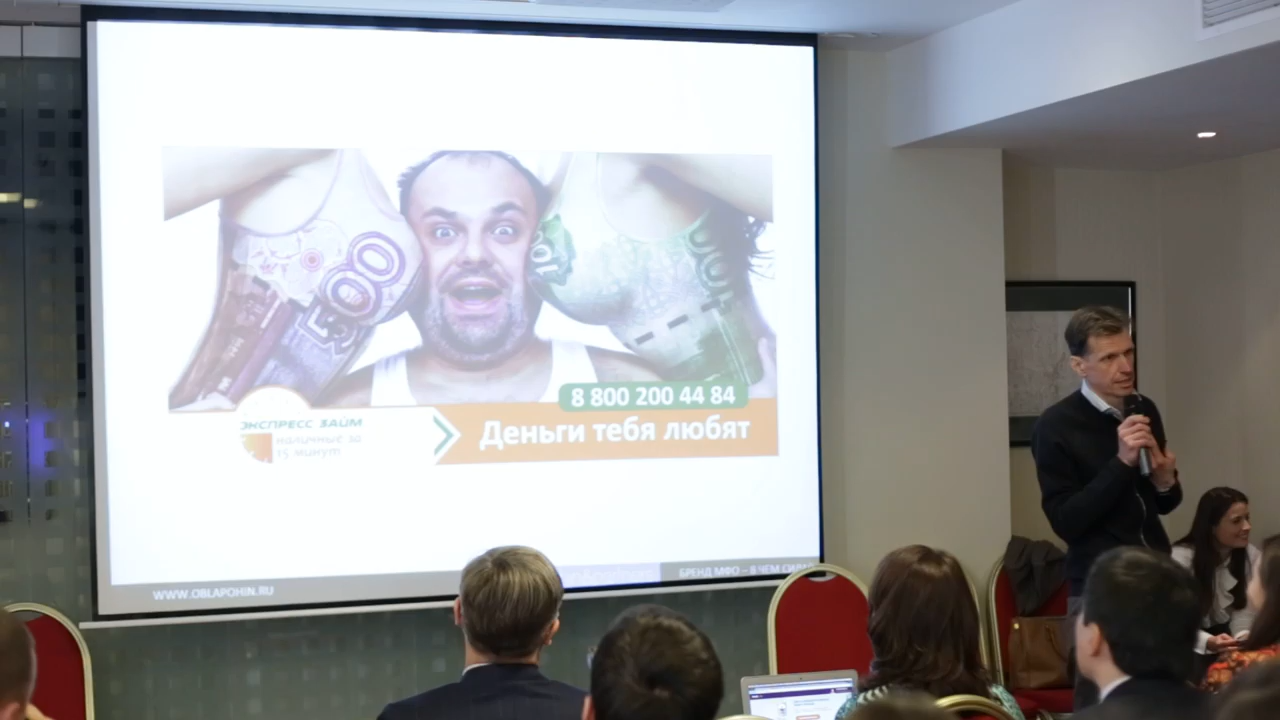 500
100
8 800 200 44 84
ЭКСПРЕСС ЗАЙМ
наличные за
15 минут
Деньги тебя любят
WWW.OBLAPOHIN.RU
БРЕНД МФО – В ЧЕМ СИЛА